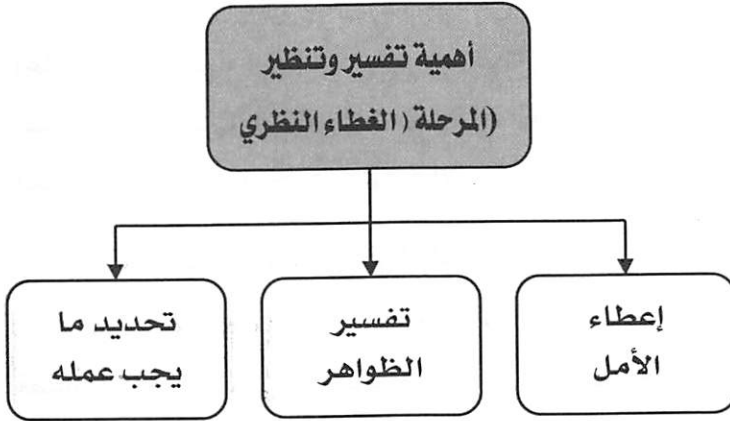 أهمية تفسير وتنظير
المرحلة (الغطاء النظري)
إعطاء
الأمل
تفسير
الظواهر
تحديد ما
يجب عمله